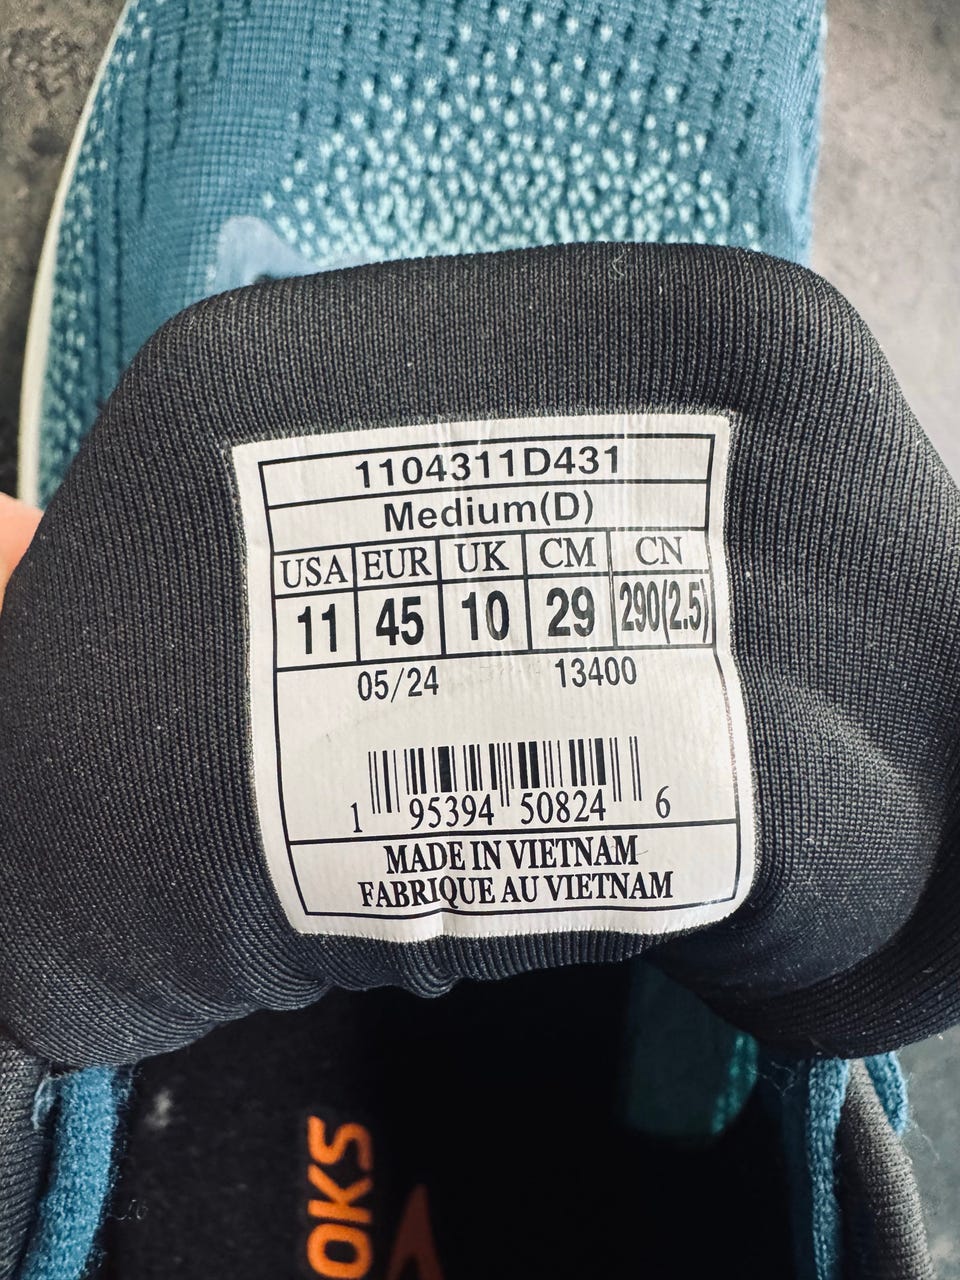 1104311D431
Medium(D)
USA EUR UK CM CN
11 45 10 29 290(2.5)
05/24 13400
1 95394 50824 6
MADE IN VIETNAM
FABRIQUE AU VIETNAM
OKS